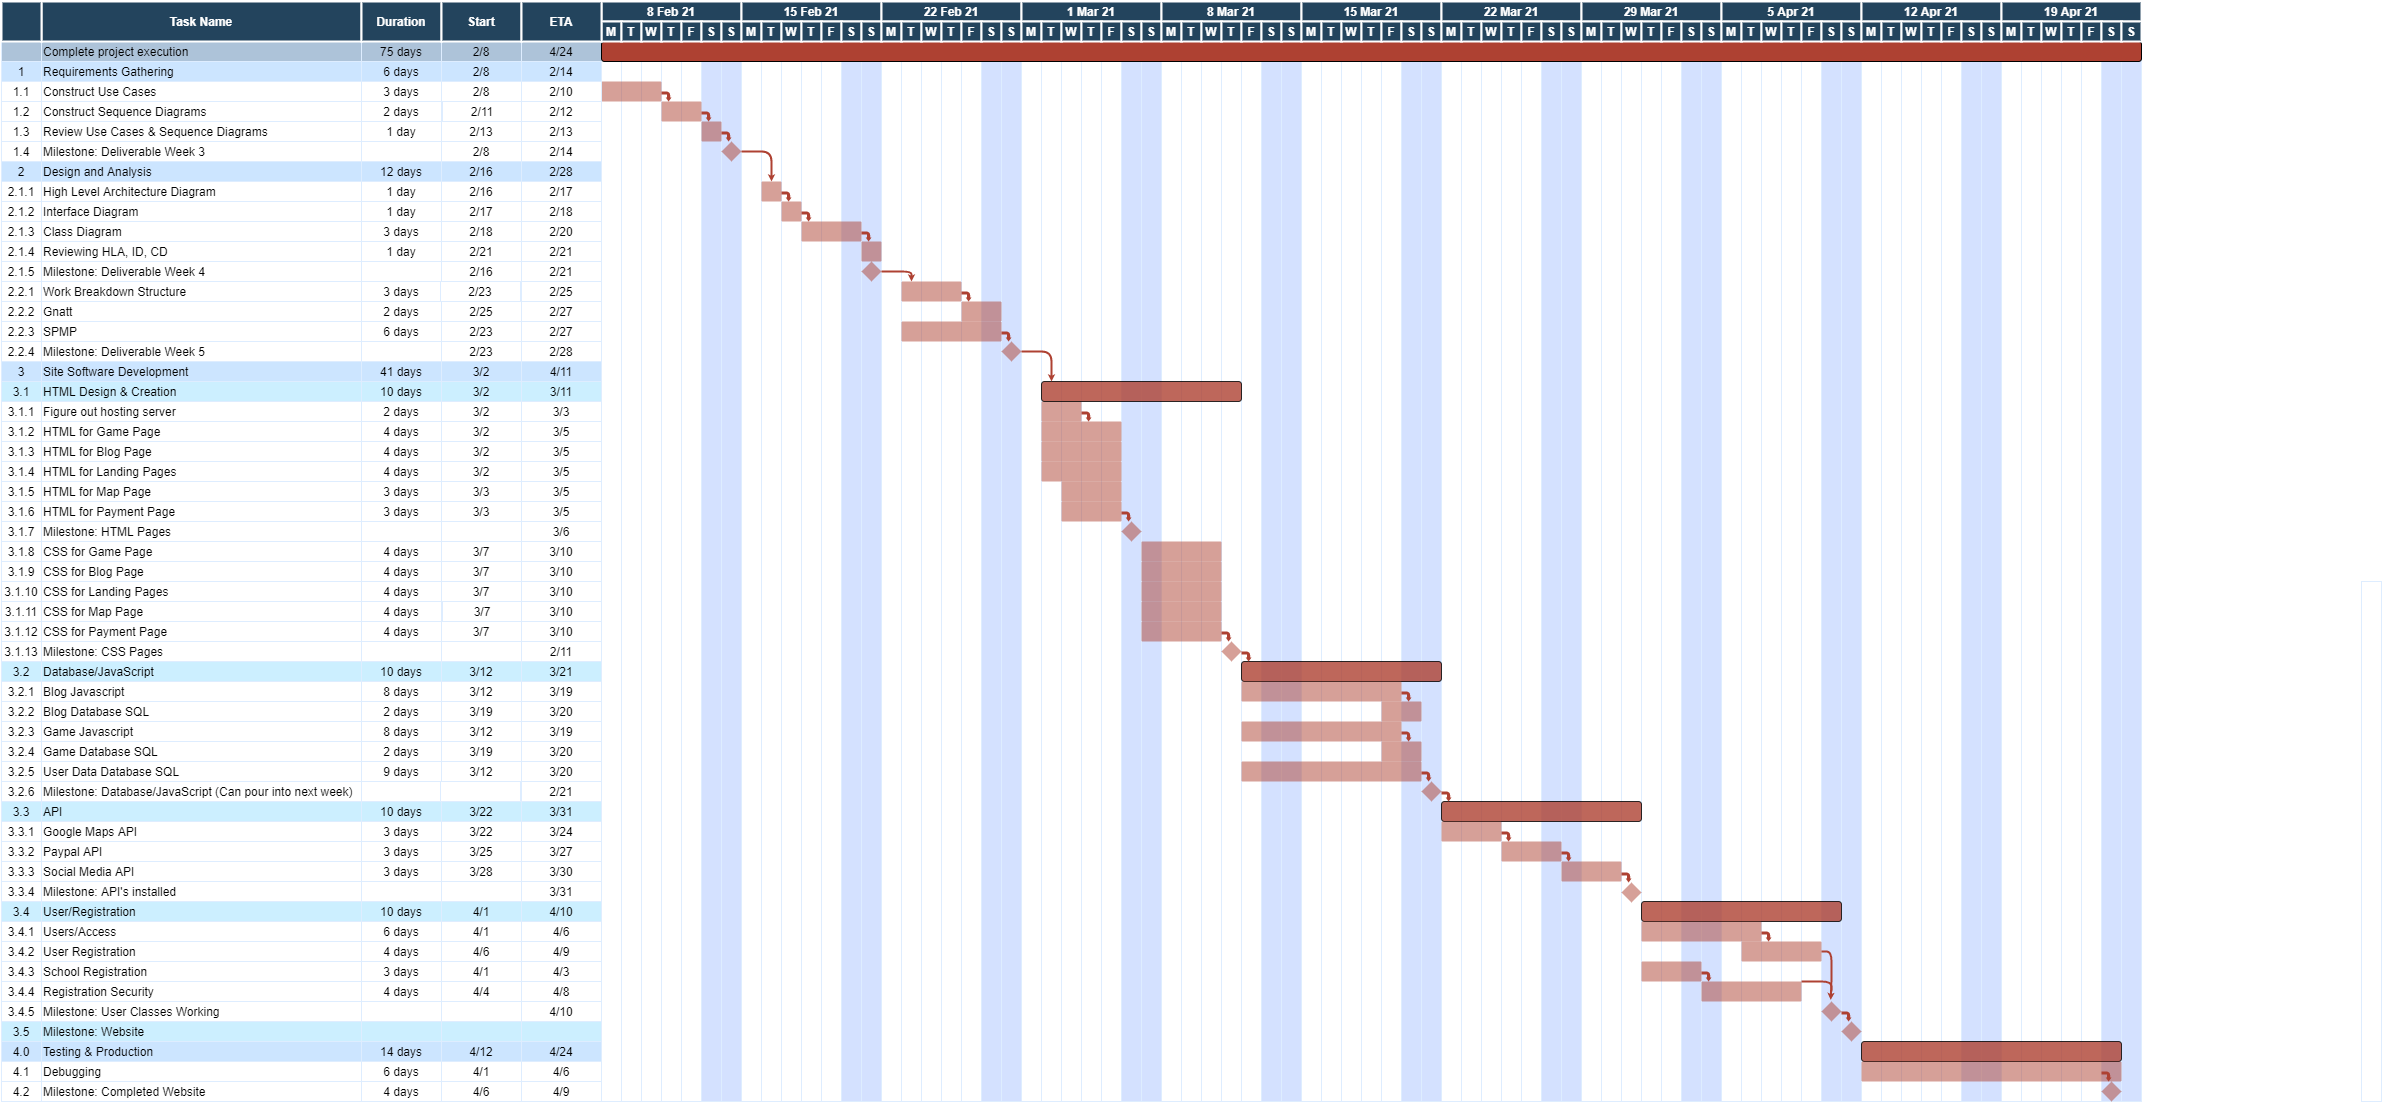 Task Name Duration Start ETA 8 Feb 21 15 Feb 21 22 Feb 21 1 Mar 21 8 Mar 21 15 Mar 21 22 Mar 21 29 Mar 21 5 Apr 21 12 Apr 21 19 Apr 21
M T W T F S S M T W T F S S M T W T F S S M T W T F S S M T W T F S S M T W T F S S M T W T F S S M T W T F S S M T W T F S S M T W T F S S M T W T F S S
Complete project execution 75 days 2/8 4/24
1 Requirements Gathering 6 days 2/8 2/14
1.1 Construct Use Cases 3 days 2/8 2/10
1.2 Construct Sequence Diagrams 2 days 2/11 2/12
1.3 Review Use Cases & Sequence Diagrams 1 day 2/13 2/13
1.4 Milestone: Deliverable Week 3 2/8 2/14
2 Design and Analysis 12 days 2/16 2/28
2.1.1 High Level Architecture Diagram 1 day 2/16 2/17
2.1.2 Interface Diagram 1 day 2/17 2/18
2.1.3 Class Diagram 3 days 2/18 2/20
2.1.4 Reviewing HLA, ID, CD 1 day 2/21 2/21
2.1.5 Milestone: Deliverable Week 4 2/16 2/21
2.2.1 Work Breakdown Structure 3 days 2/23 2/25
2.2.2 Gnatt 2 days 2/25 2/27
2.2.3 SPMP 6 days 2/23 2/27
2.2.4 Milestone: Deliverable Week 5 2/23 2/28
3 Site Software Development 41 days 3/2 4/11
3.1 HTML Design & Creation 10 days 3/2 3/11
3.1.1 Figure out hosting server 2 days 3/2 3/3
3.1.2 HTML for Game Page 4 days 3/2 3/5
3.1.3 HTML for Blog Page 4 days 3/2 3/5
3.1.4 HTML for Landing Pages 4 days 3/2 3/5
3.1.5 HTML for Map Page 3 days 3/3 3/5
3.1.6 HTML for Payment Page 3 days 3/3 3/5
3.1.7 Milestone: HTML Pages 3/6
3.1.8 CSS for Game Page 4 days 3/7 3/10
3.1.9 CSS for Blog Page 4 days 3/7 3/10
3.1.10 CSS for Landing Pages 4 days 3/7 3/10
3.1.11 CSS for Map Page 4 days 3/7 3/10
3.1.12 CSS for Payment Page 4 days 3/7 3/10
3.1.13 Milestone: CSS Pages 2/11
3.2 Database/JavaScript 10 days 3/12 3/21
3.2.1 Blog Javascript 8 days 3/12 3/19
3.2.2 Blog Database SQL 2 days 3/19 3/20
3.2.3 Game Javascript 8 days 3/12 3/19
3.2.4 Game Database SQL 2 days 3/19 3/20
3.2.5 User Data Database SQL 9 days 3/12 3/20
3.2.6 Milestone: Database/JavaScript (Can pour into next week) 2/21
3.3 API 10 days 3/22 3/31
3.3.1 Google Maps API 3 days 3/22 3/24
3.3.2 Paypal API 3 days 3/25 3/27
3.3.3 Social Media API 3 days 3/28 3/30
3.3.4 Milestone: API's installed 3/31
3.4 User/Registration 10 days 4/1 4/10
3.4.1 Users/Access 6 days 4/1 4/6
3.4.2 User Registration 4 days 4/6 4/9
3.4.3 School Registration 3 days 4/1 4/3
3.4.4 Registration Security 4 days 4/4 4/8
3.4.5 Milestone: User Classes Working 4/10
3.5 Milestone: Website
4.0 Testing & Production 14 days 4/12 4/24
4.1 Debugging 6 days 4/1 4/6
4.2 Milestone: Completed Website 4 days 4/6 4/9